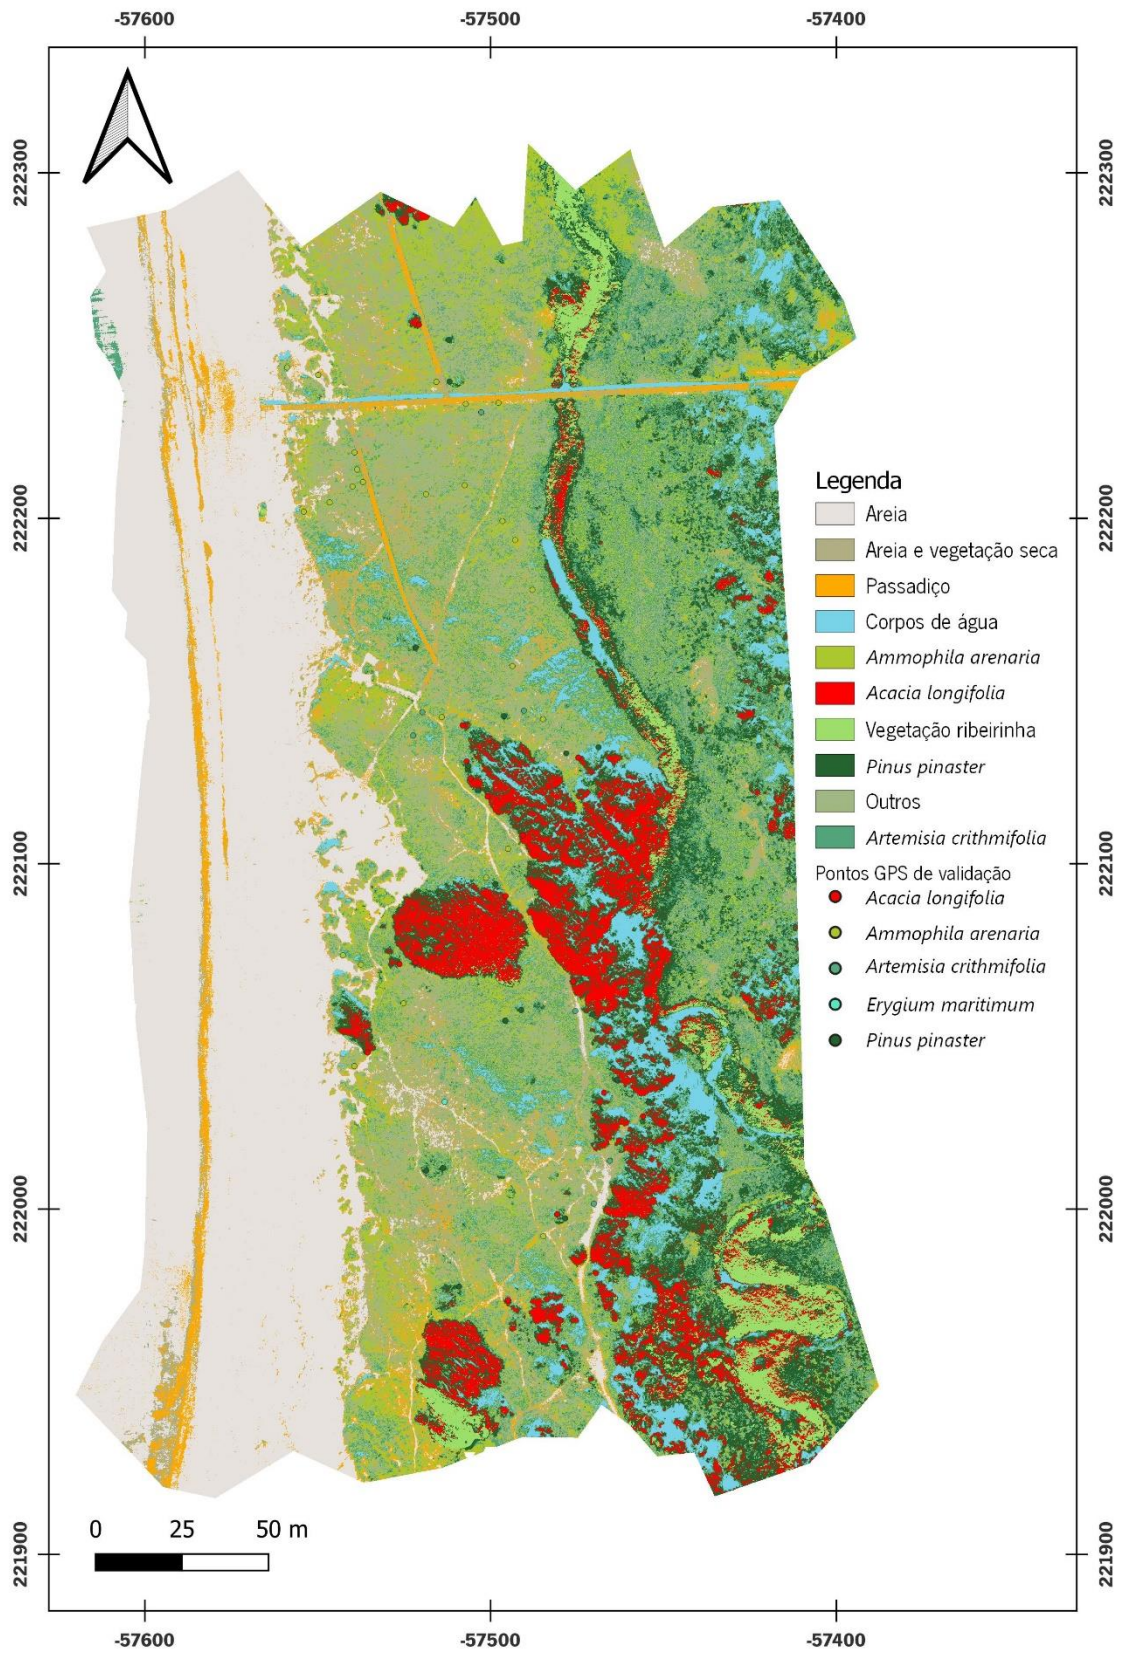 -57600 -57500 -57400
222300 222300
222200 222200
Legenda
Areia
Areia e vegetação seca
Passadiço
Corpos de água
Ammophila arenaria
Acacia longifolia
Vegetação ribeirinha
Pinus pinaster
Outros
Artemisia crithmifolia
Pontos GPS de validação
Acacia longifolia
Ammophila arenaria
Artemisia crithmifolia
Erygium maritimum
Pinus pinaster
222100 222100
222000 222000
0 25 50 m
221900 221900
-57600 -57500 -57400